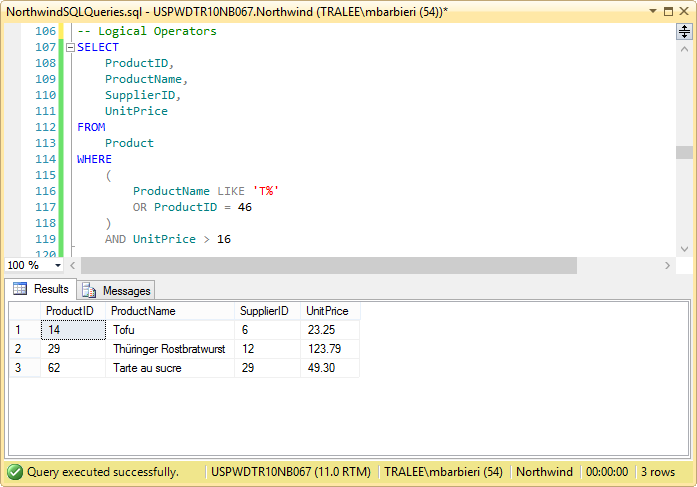 NorthwindSQLQueries.sql - USPWDTR10NB067.Northwind (TRALEE\mbarbieri (54))*
106 -- Logical Operators
107 SELECT
108 ProductID,
109 ProductName,
110 SupplierID,
111 UnitPrice
112 FROM
113 Product
114 WHERE
115 (
116 ProductName LIKE 'T%'
117 OR ProductID = 46
118 )
119 AND UnitPrice > 16
120
100 %
Results Messages
ProductID ProductName SupplierID UnitPrice
1 14 Tofu 6 23.25
2 29 Thüringer Rostbratwurst 12 123.79
3 62 Tarte au sucre 29 49.30
Query executed successfully. USPWDTR10NB067 (11.0 RTM) TRALEE\mbarbieri (54) Northwind 00:00:00 3 rows